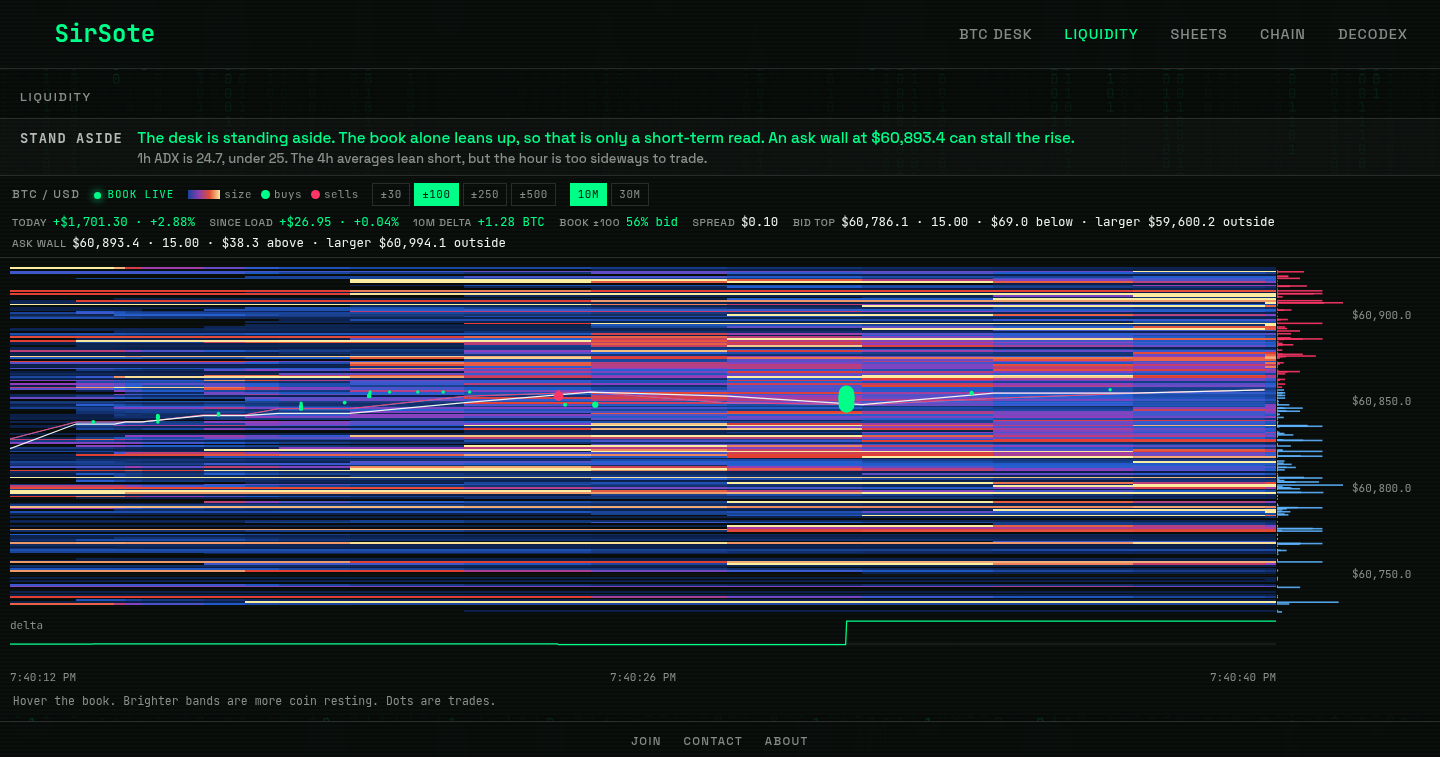 SirSote
BTC DESK LIQUIDITY SHEETS CHAIN DECODEX
LIQUIDITY
STAND ASIDE The desk is standing aside. The book alone leans up, so that is only a short-term read. An ask wall at $60,893.4 can stall the rise.
1h ADX is 24.7, under 25. The 4h averages lean short, but the hour is too sideways to trade.
BTC / USD BOOK LIVE size buys sells ±30 ±100 ±250 ±500 10M 30M
TODAY +$1,701.30 · +2.88% SINCE LOAD +$26.95 · +0.04% 10M DELTA +1.28 BTC BOOK ±100 56% bid SPREAD $0.10 BID TOP $60,786.1 · 15.00 · $69.0 below · larger $59,600.2 outside
ASK WALL $60,893.4 · 15.00 · $38.3 above · larger $60,994.1 outside
$60,900.0
$60,850.0
$60,800.0
$60,750.0
delta
7:40:12 PM 7:40:26 PM 7:40:40 PM
Hover the book. Brighter bands are more coin resting. Dots are trades.
JOIN CONTACT ABOUT